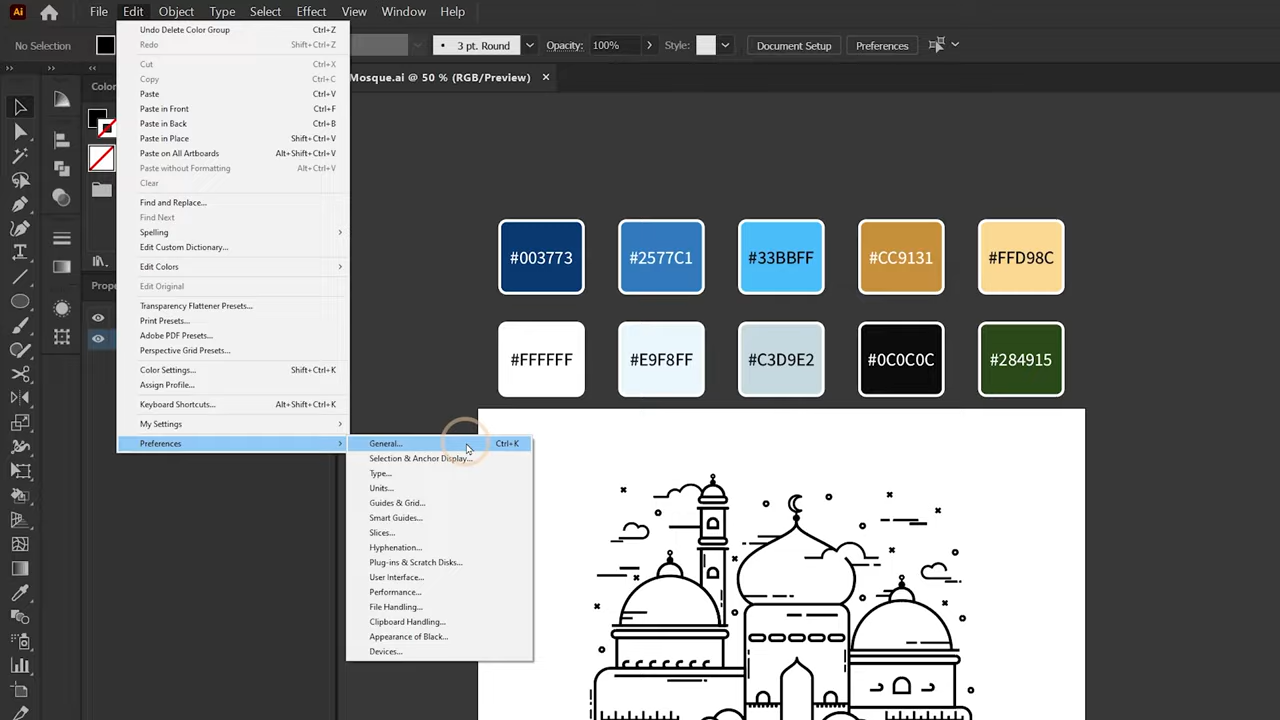 Ai File Edit Object Type Select Effect View Window Help
No Selection 3 pt. Round Opacity: 100% Style: Document Setup Preferences
Mosque.ai @ 50 % (RGB/Preview) ×
Undo Delete Color Group Ctrl+Z
Redo Shift+Ctrl+Z
Cut Ctrl+X
Copy Ctrl+C
Paste Ctrl+V
Paste in Front Ctrl+F
Paste in Back Ctrl+B
Paste in Place Shift+Ctrl+V
Paste on All Artboards Alt+Shift+Ctrl+V
Paste without Formatting Alt+Ctrl+V
Clear
Find and Replace...
Find Next
Spelling
Edit Custom Dictionary...
Edit Colors
Edit Original
Transparency Flattener Presets...
Print Presets...
Adobe PDF Presets...
Perspective Grid Presets...
Color Settings... Shift+Ctrl+K
Assign Profile...
Keyboard Shortcuts... Alt+Shift+Ctrl+K
My Settings
Preferences
General... Ctrl+K
Selection & Anchor Display...
Type...
Units...
Guides & Grid...
Smart Guides...
Slices...
Hyphenation...
Plug-ins & Scratch Disks...
User Interface...
Performance...
File Handling...
Clipboard Handling...
Appearance of Black...
Devices...
#003773 #2577C1 #33BBFF #CC9131 #FFD98C
#FFFFFF #E9F8FF #C3D9E2 #0C0C0C #284915